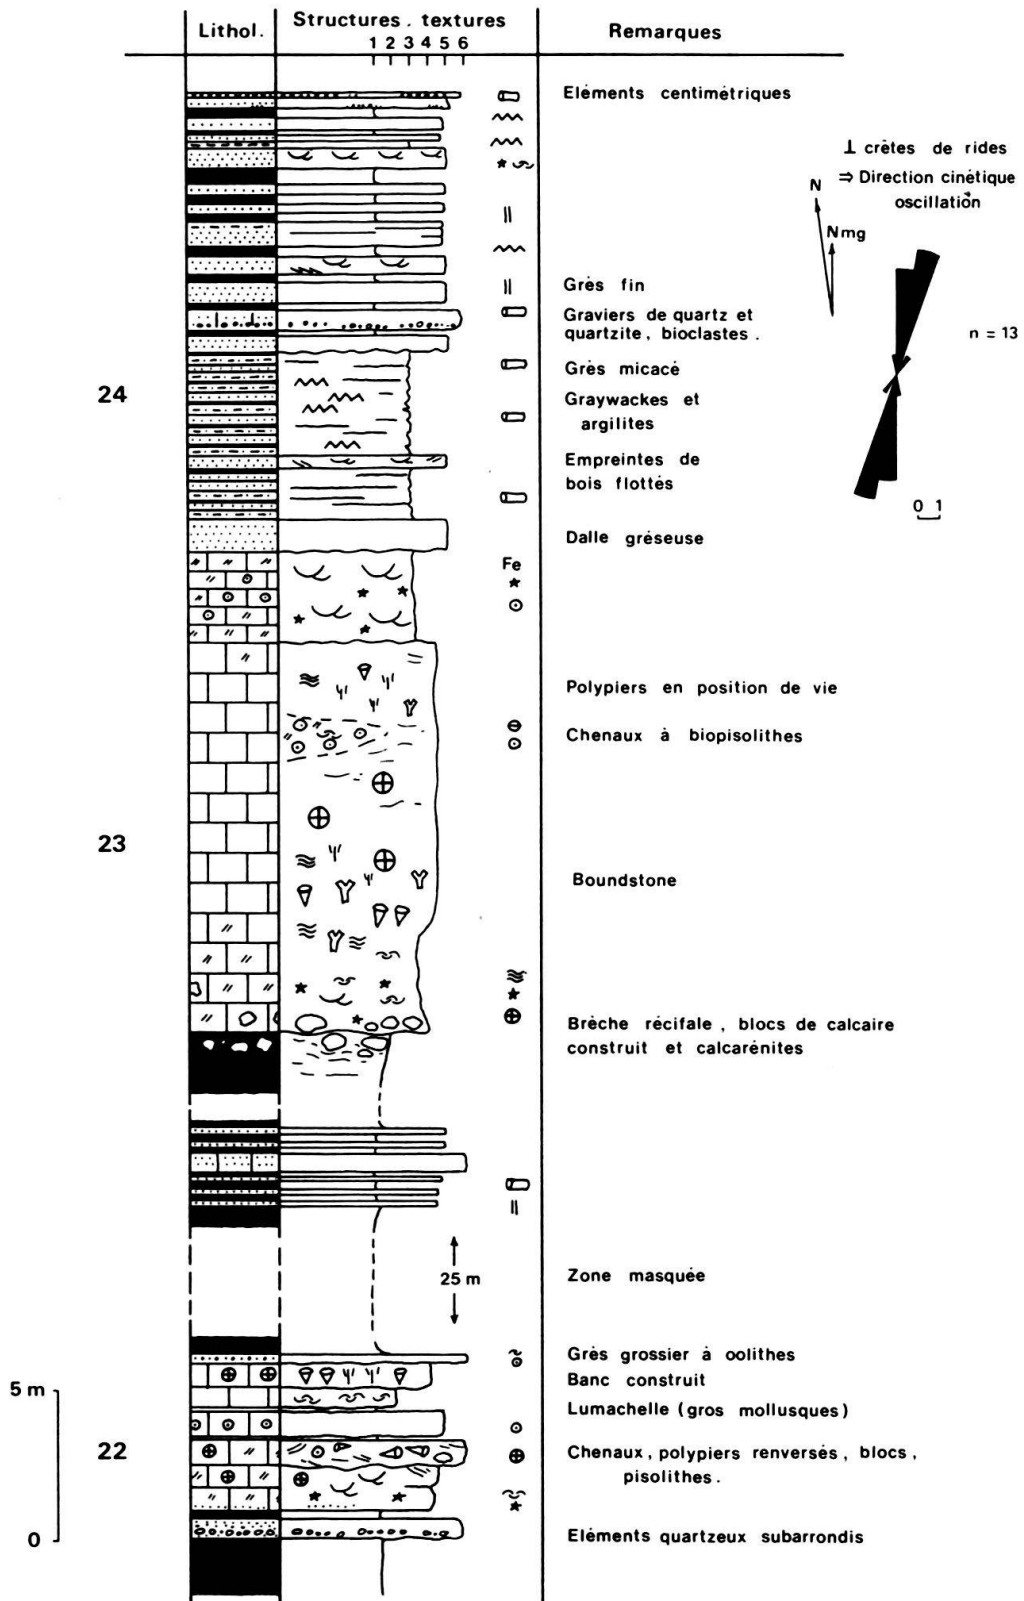 Lithol.
Structures. textures
1 2 3 4 5 6
Remarques
Eléments centimétriques
⊥ crètes de rides
⇒ Direction cinétique
oscillation
N
Nmg
n = 13
0 1
Grès fin
Graviers de quartz et
quartzite, bioclastes.
24
Grès micacé
Graywackes et
argilites
Empreintes de
bois flottés
Dalle gréseuse
Fe
Polypiers en position de vie
Chenaux à biopisolithes
23
Boundstone
Brèche récifale, blocs de calcaire
construit et calcarénites
25 m
Zone masquée
Grès grossier à oolithes
Banc construit
5 m
Lumachelle (gros mollusques)
22
Chenaux, polypiers renversés, blocs,
pisolithes.
0
Eléments quartzeux subarrondis